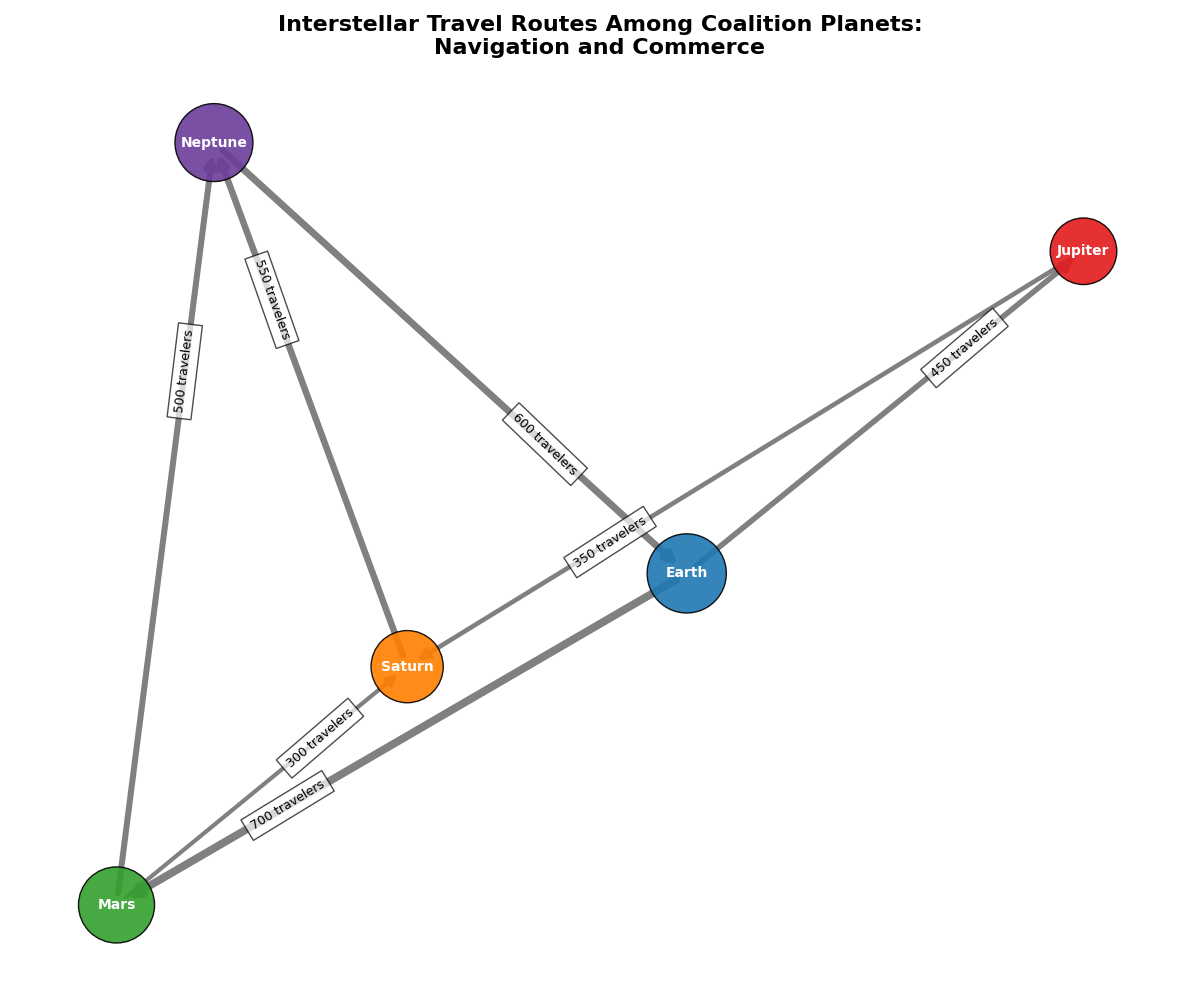 Interstellar Travel Routes Among Coalition Planets:
Navigation and Commerce
Neptune
Jupiter
550 travelers
450 travelers
500 travelers
600 travelers
350 travelers
Earth
Saturn
300 travelers
700 travelers
Mars